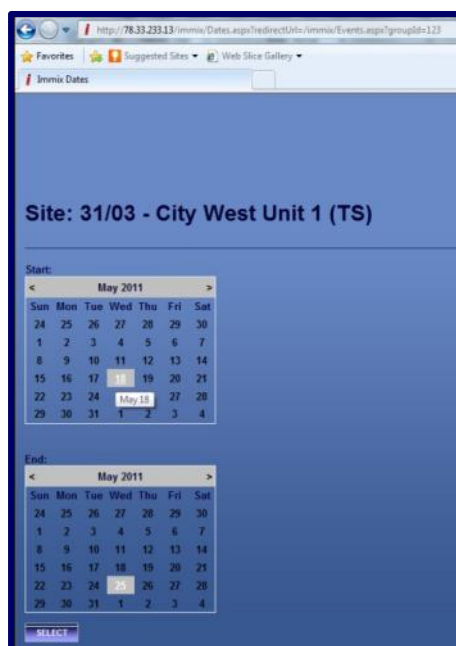 http://78.33.233.13/immix/Dates.aspx?redirectUrl=/immix/Events.aspx?groupId=123
Favorites Suggested Sites Web Slice Gallery
Immix Dates
Site: 31/03 - City West Unit 1 (TS)
Start:
< May 2011 >
Sun Mon Tue Wed Thu Fri Sat
24 25 26 27 28 29 30
1 2 3 4 5 6 7
8 9 10 11 12 13 14
15 16 17 18 19 20 21
22 23 24 May 18 27 28
29 30 31 1 2 3 4
End:
< May 2011 >
Sun Mon Tue Wed Thu Fri Sat
24 25 26 27 28 29 30
1 2 3 4 5 6 7
8 9 10 11 12 13 14
15 16 17 18 19 20 21
22 23 24 25 26 27 28
29 30 31 1 2 3 4
SELECT